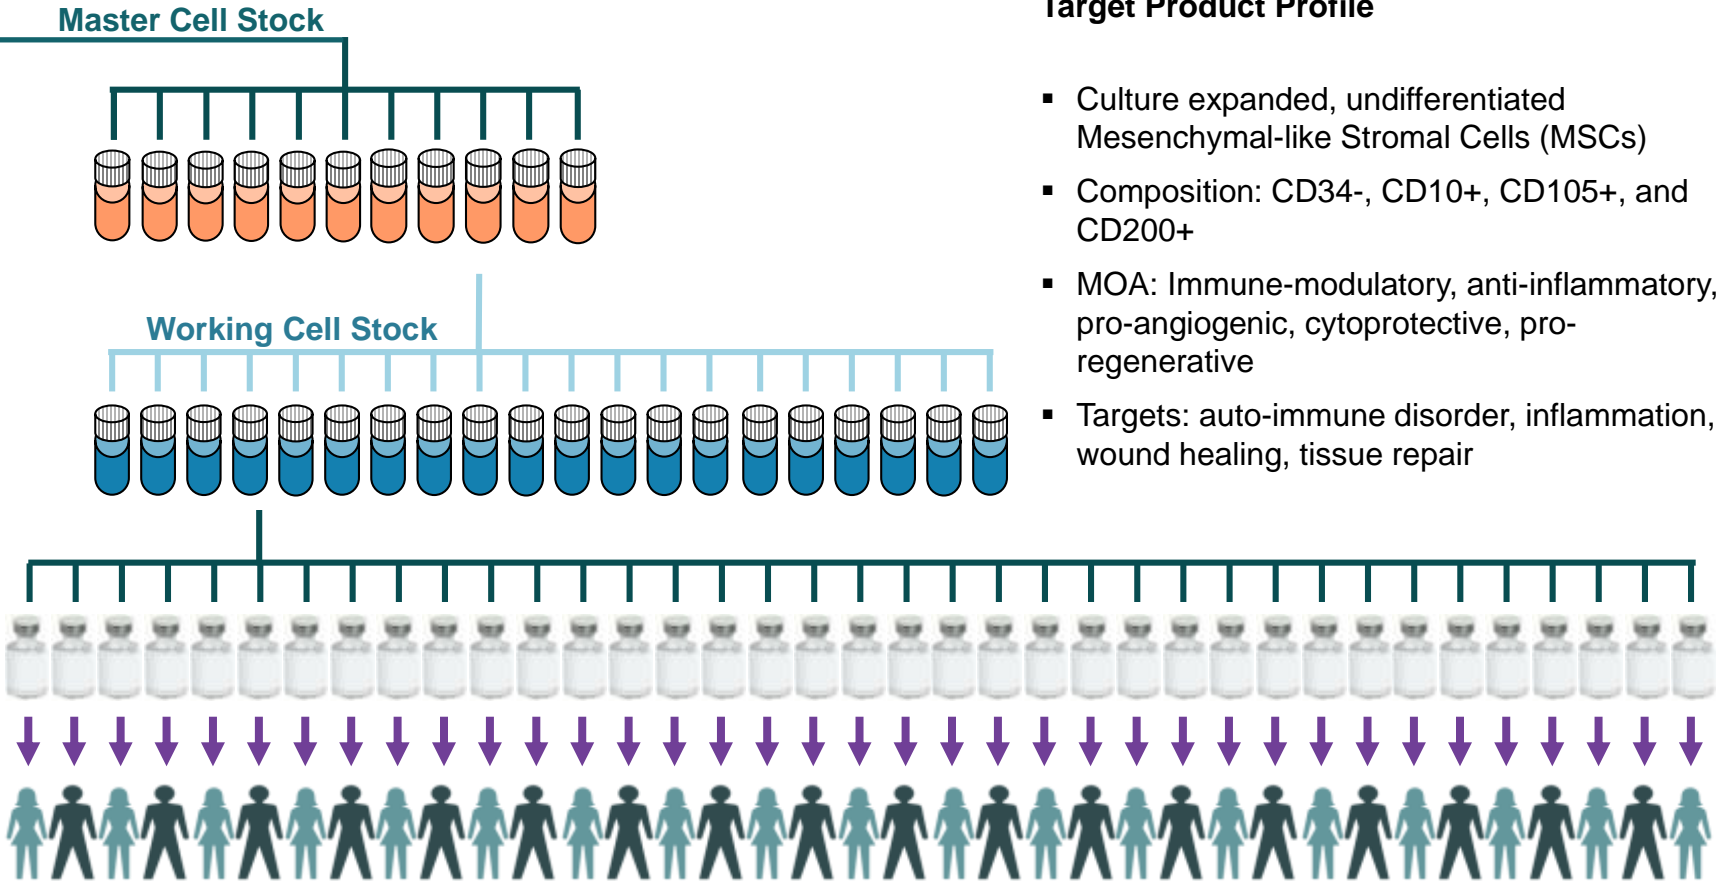 Master Cell Stock
Working Cell Stock
Target Product Profile
▪ Culture expanded, undifferentiated
Mesenchymal-like Stromal Cells (MSCs)
▪ Composition: CD34-, CD10+, CD105+, and
CD200+
▪ MOA: Immune-modulatory, anti-inflammatory,
pro-angiogenic, cytoprotective, pro-
regenerative
▪ Targets: auto-immune disorder, inflammation,
wound healing, tissue repair